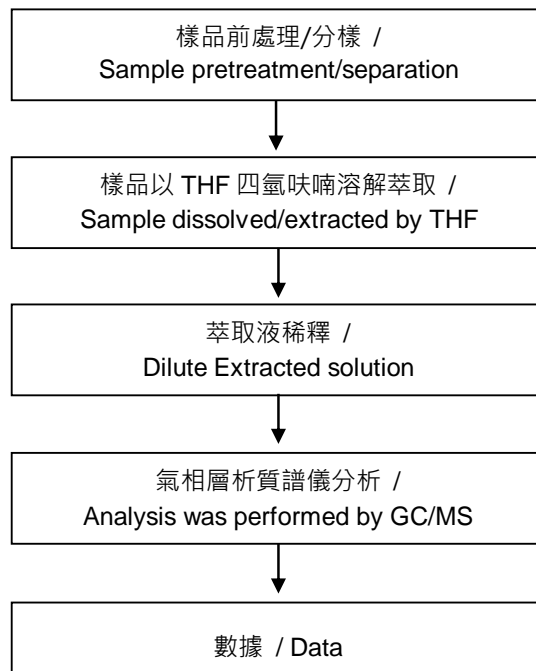 樣品前處理/分樣 /
Sample pretreatment/separation
樣品以 THF 四氫呋喃溶解萃取 /
Sample dissolved/extracted by THF
萃取液稀釋 /
Dilute Extracted solution
氣相層析質譜儀分析 /
Analysis was performed by GC/MS
數據 / Data